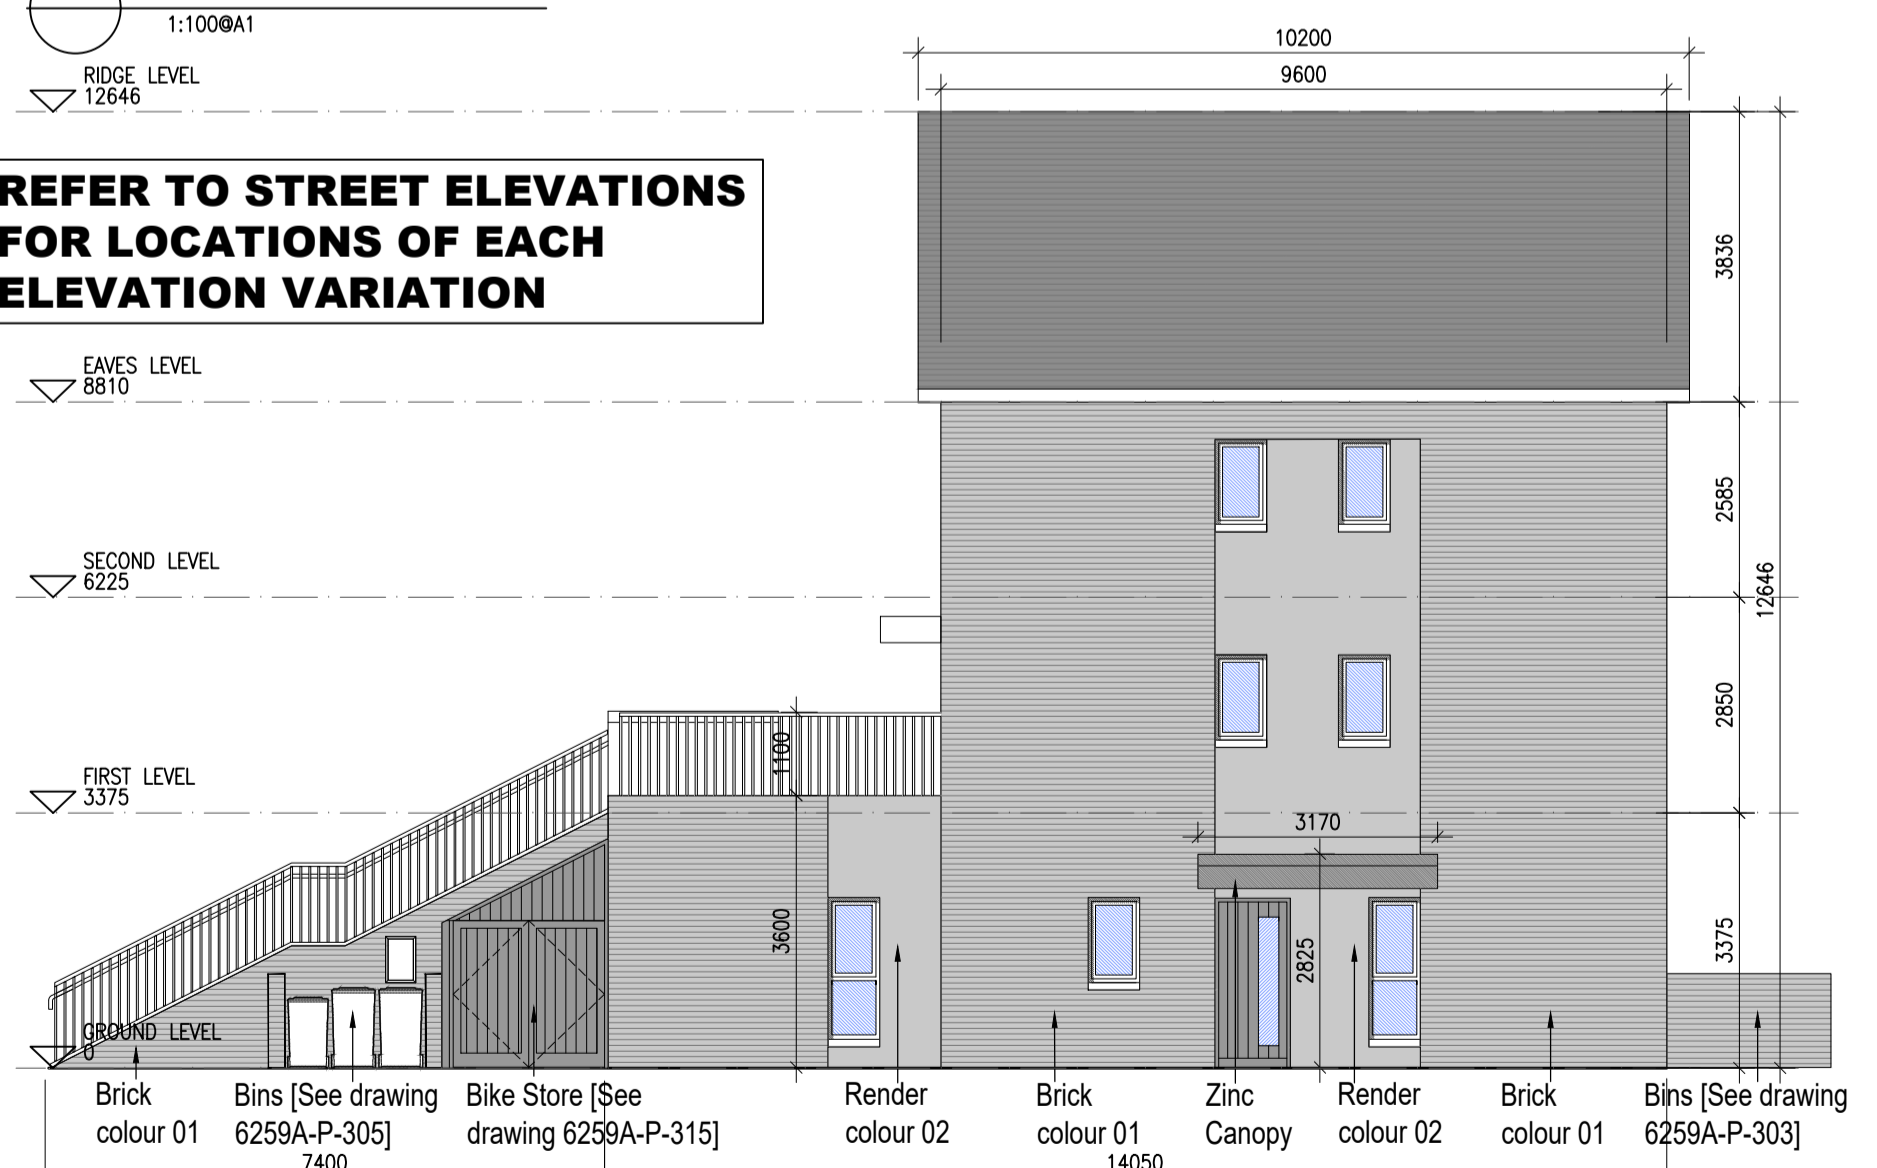 1:100@A1
10200
9600
RIDGE LEVEL
12646
REFER TO STREET ELEVATIONS
FOR LOCATIONS OF EACH
ELEVATION VARIATION
3836
EAVES LEVEL
8810
2585
SECOND LEVEL
6225
12646
2850
1100
FIRST LEVEL
3375
3170
3600
2825
3375
GROUND LEVEL
0
Brick
colour 01
Bins [See drawing
6259A-P-305]
Bike Store [See
drawing 6259A-P-315]
Render
colour 02
Brick
colour 01
Zinc
Canopy
Render
colour 02
Brick
colour 01
Bins [See drawing
6259A-P-303]
7400
14050